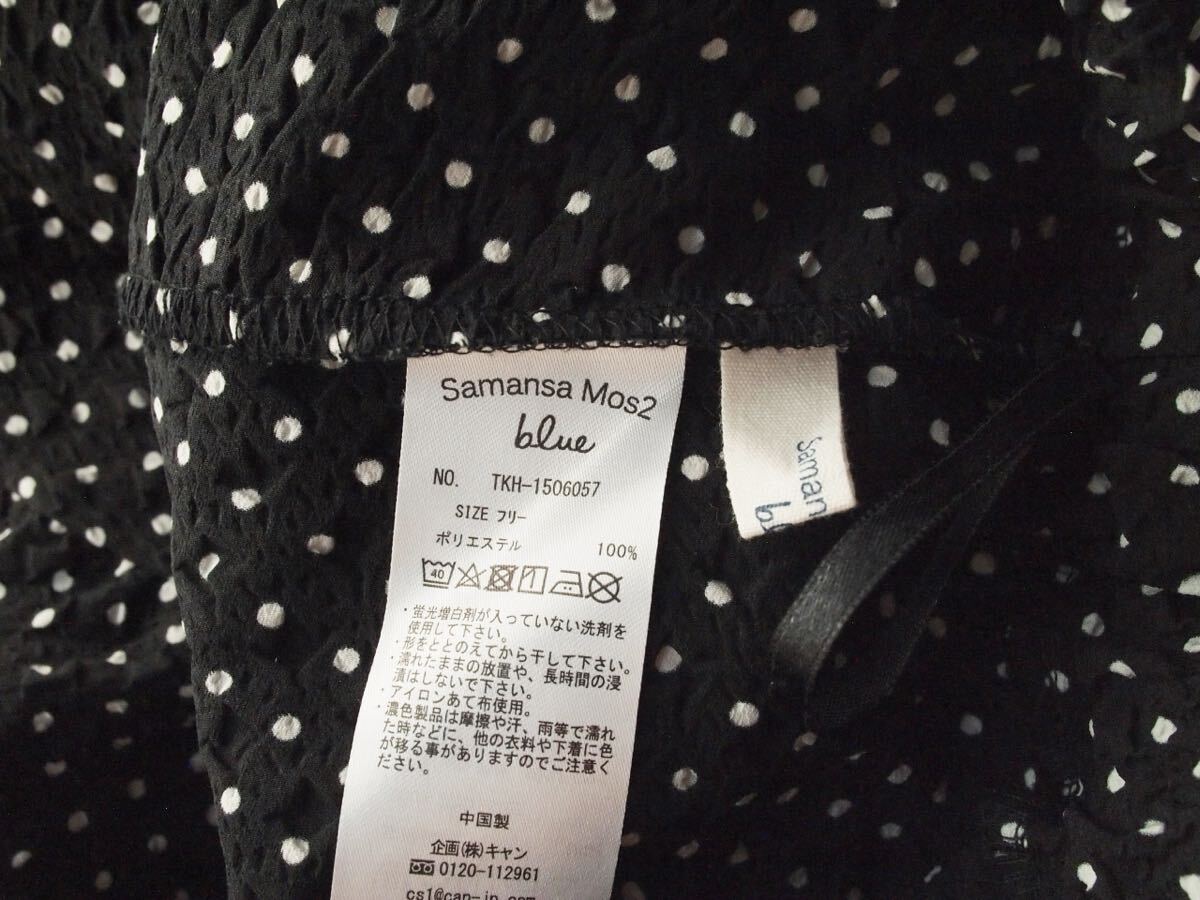 Samansa Mos2
blue
NO. TKH-1506057
SIZE フリー
ポリエステル 100%
40
・蛍光増白剤が入っていない洗剤を
使用して下さい。
・形をととのえてから干して下さい。
・濡れたままの放置や、長時間の浸
漬はしないで下さい。
・アイロンあて布使用。
・濃色製品は摩擦や汗、雨等で濡れ
た時などに、他の衣料や下着に色
が移る事がありますのでご注意く
ださい。
中国製
企画(株)キャン
0120-112961
cs1@can-jp.com
Saman
bl